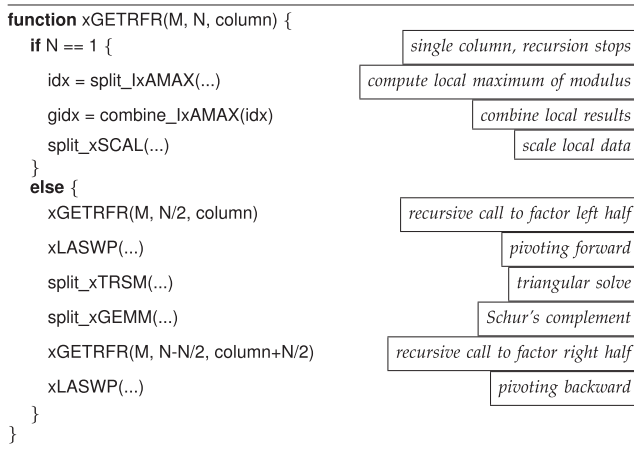 function xGETRFR(M, N, column) {
if N == 1 { single column, recursion stops
idx = split_IxAMAX(...) compute local maximum of modulus
gidx = combine_IxAMAX(idx) combine local results
split_xSCAL(...) scale local data
}
else {
xGETRFR(M, N/2, column) recursive call to factor left half
xLASWP(...) pivoting forward
split_xTRSM(...) triangular solve
split_xGEMM(...) Schur's complement
xGETRFR(M, N-N/2, column+N/2) recursive call to factor right half
xLASWP(...) pivoting backward
}
}